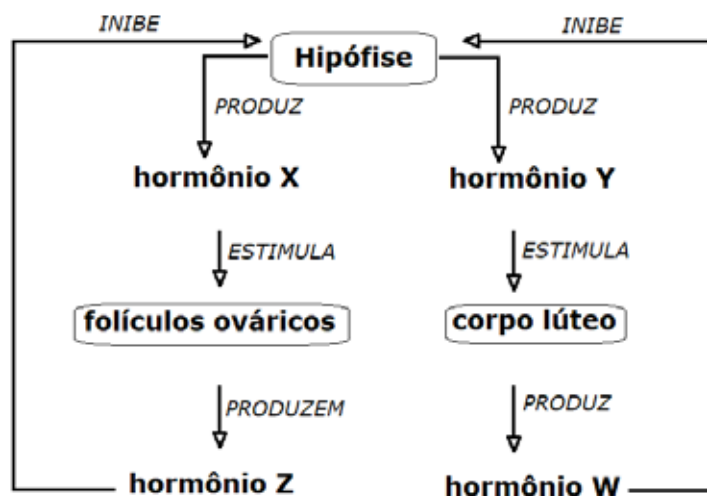 INIBE
INIBE
Hipófise
PRODUZ
PRODUZ
hormônio X
hormônio Y
ESTIMULA
ESTIMULA
folículos ováricos
corpo lúteo
PRODUZEM
PRODUZ
hormônio Z
hormônio W